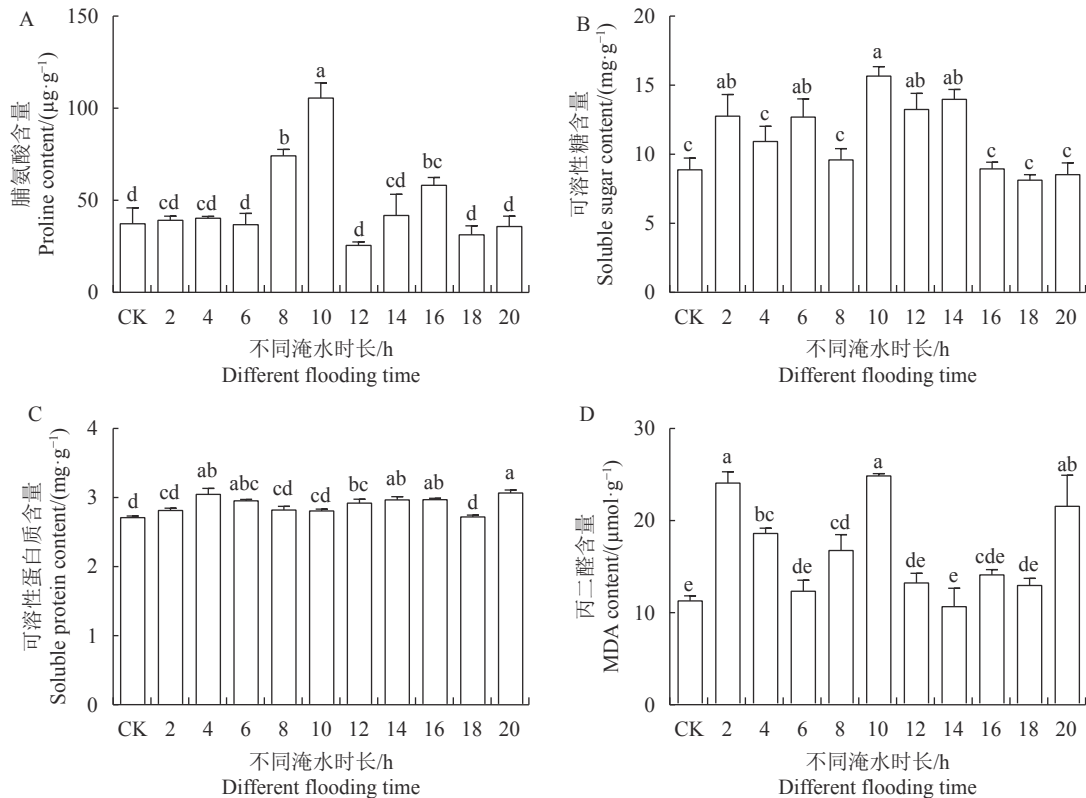 A
脯氨酸含量
Proline content/(μg·g⁻¹)
150
100
50
0
d cd cd d b a d cd bc d d
CK 2 4 6 8 10 12 14 16 18 20
不同淹水时长/h
Different flooding time
B
可溶性糖含量
Soluble sugar content/(mg·g⁻¹)
20
15
10
5
0
c ab c ab c a ab ab c c c
CK 2 4 6 8 10 12 14 16 18 20
不同淹水时长/h
Different flooding time
C
可溶性蛋白质含量
Soluble protein content/(mg·g⁻¹)
4
3
2
1
0
d cd ab abc cd cd bc ab ab d a
CK 2 4 6 8 10 12 14 16 18 20
不同淹水时长/h
Different flooding time
D
丙二醛含量
MDA content/(μmol·g⁻¹)
30
20
10
0
e a bc de cd a de e cde de ab
CK 2 4 6 8 10 12 14 16 18 20
不同淹水时长/h
Different flooding time